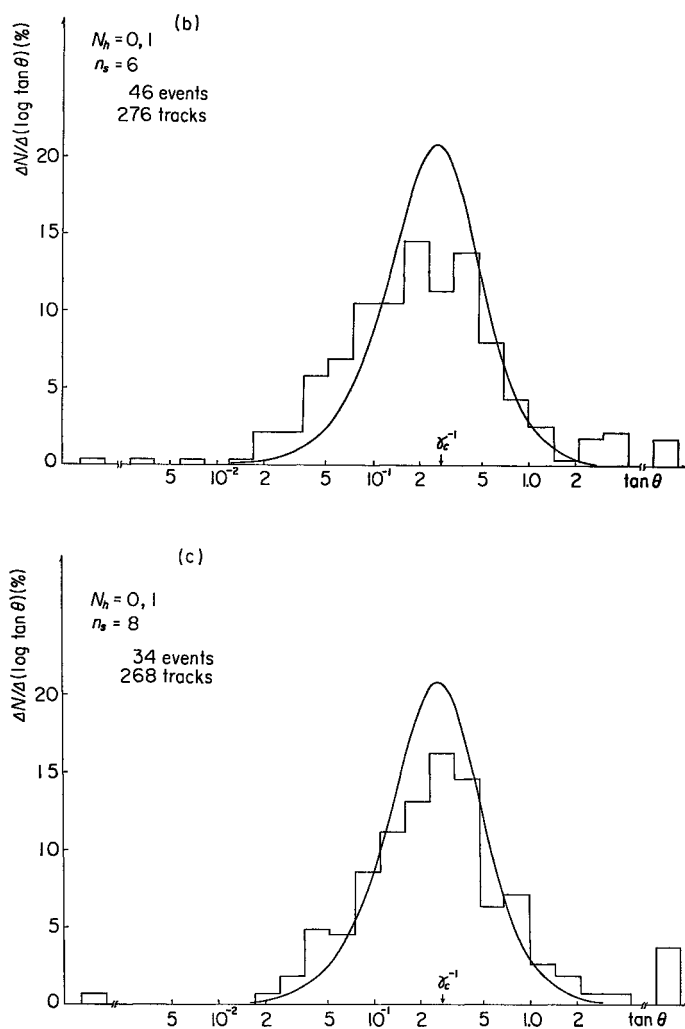 (b)
N_h = 0, 1
n_s = 6
46 events
276 tracks
ΔN/Δ(log tan θ)(%)
20
15
10
5
0
γ_c⁻¹
5 10⁻² 2 5 10⁻¹ 2 5 1.0 2 tan θ
(c)
N_h = 0, 1
n_s = 8
34 events
268 tracks
ΔN/Δ(log tan θ)(%)
20
15
10
5
0
γ_c⁻¹
5 10⁻² 2 5 10⁻¹ 2 5 1.0 2 tan θ